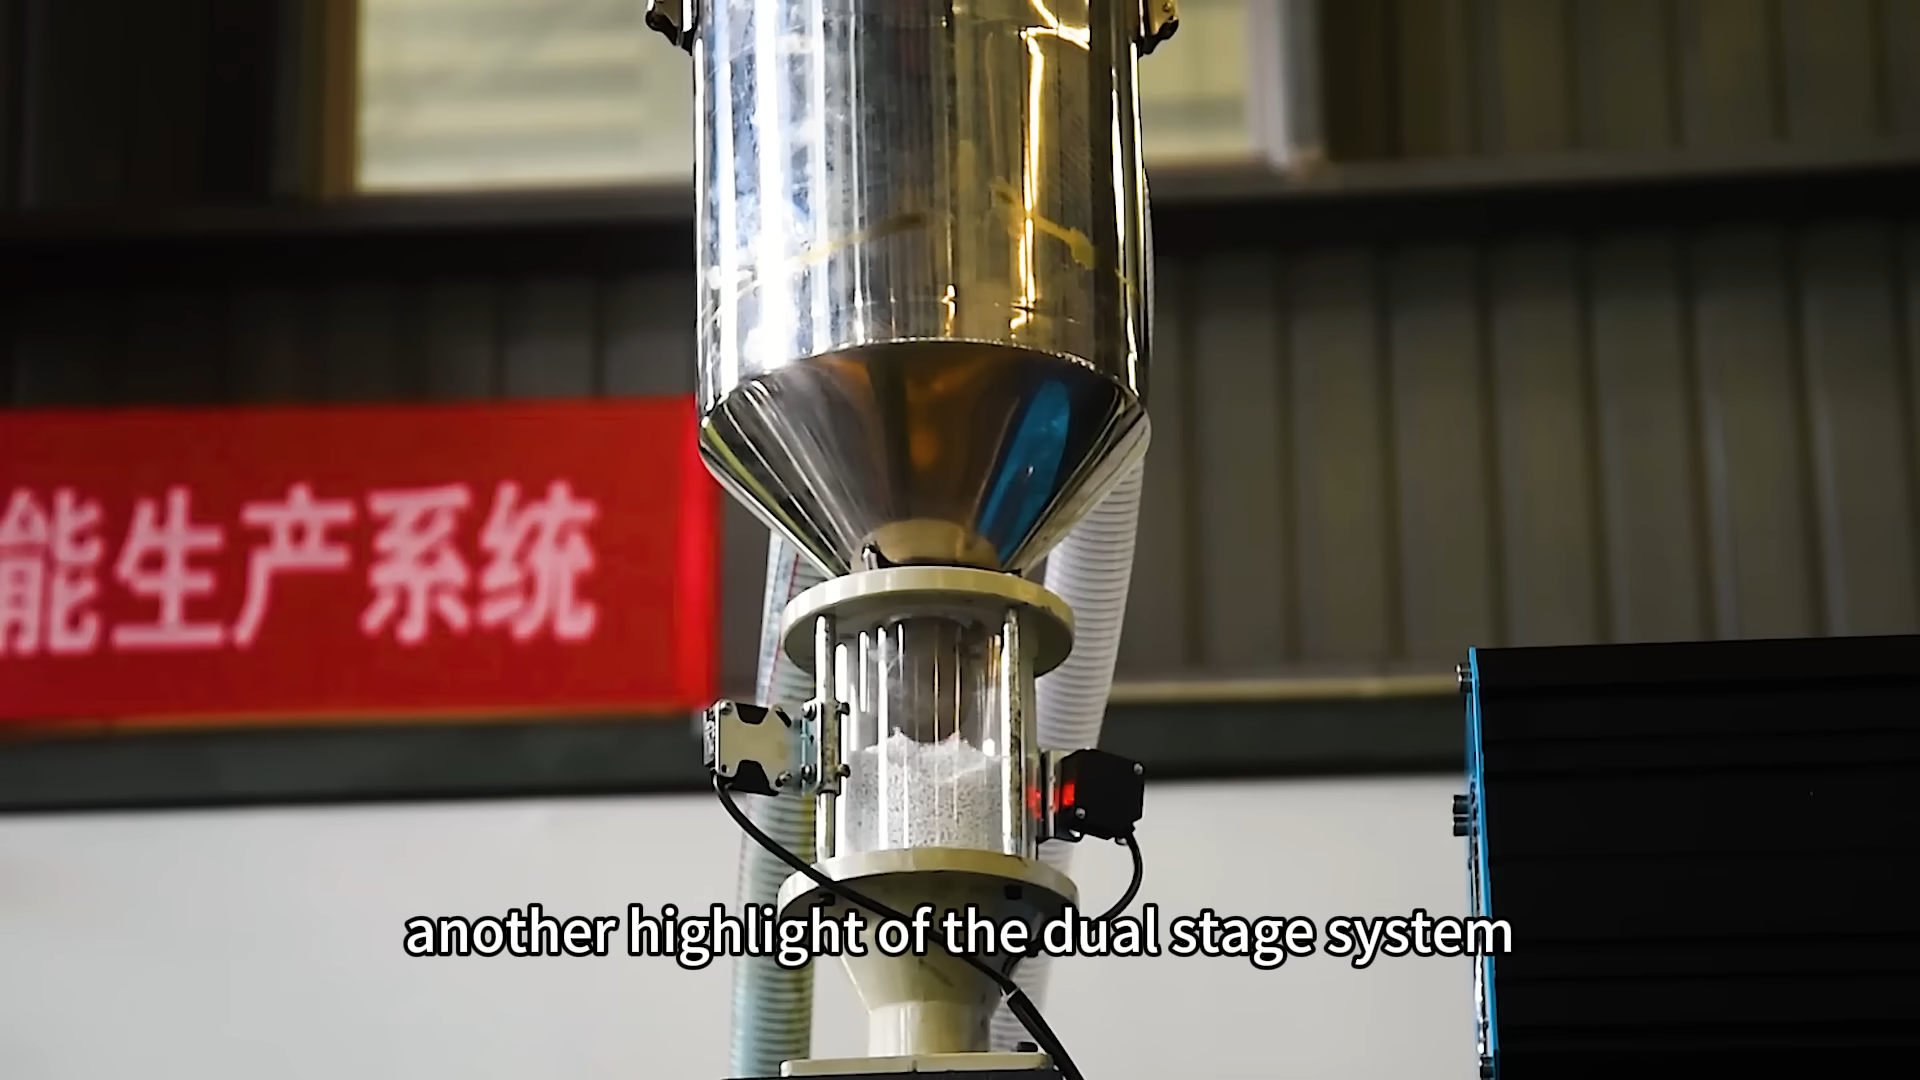 能生产系统
another highlight of the dual stage system